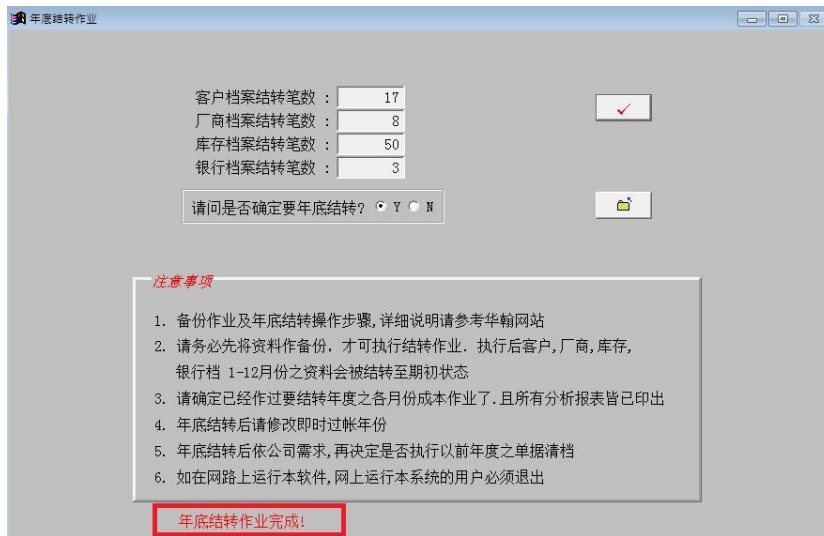 年底结转作业
客户档案结转笔数 : 17
厂商档案结转笔数 : 8
库存档案结转笔数 : 50
银行档案结转笔数 : 3
请问是否确定要年底结转? Y N
注意事项
1. 备份作业及年底结转操作步骤,详细说明请参考华翰网站
2. 请务必先将资料作备份, 才可执行结转作业. 执行后客户,厂商,库存,
银行档 1-12月份之资料会被结转至期初状态
3. 请确定已经作过要结转年度之各月份成本作业了.且所有分析报表皆已印出
4. 年底结转后请修改即时过帐年份
5. 年底结转后依公司需求,再决定是否执行以前年度之单据清档
6. 如在网路上运行本软件,网上运行本系统的用户必须退出
年底结转作业完成!